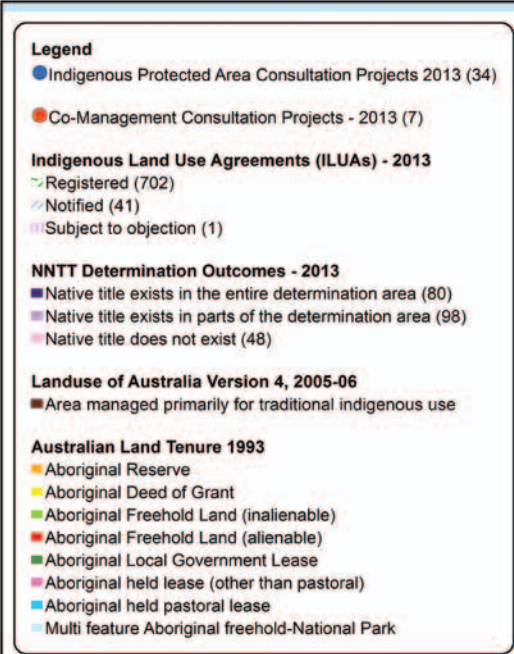 Legend
Indigenous Protected Area Consultation Projects 2013 (34)
Co-Management Consultation Projects - 2013 (7)
Indigenous Land Use Agreements (ILUAs) - 2013
Registered (702)
Notified (41)
Subject to objection (1)
NNTT Determination Outcomes - 2013
Native title exists in the entire determination area (80)
Native title exists in parts of the determination area (98)
Native title does not exist (48)
Landuse of Australia Version 4, 2005-06
Area managed primarily for traditional indigenous use
Australian Land Tenure 1993
Aboriginal Reserve
Aboriginal Deed of Grant
Aboriginal Freehold Land (inalienable)
Aboriginal Freehold Land (alienable)
Aboriginal Local Government Lease
Aboriginal held lease (other than pastoral)
Aboriginal held pastoral lease
Multi feature Aboriginal freehold-National Park